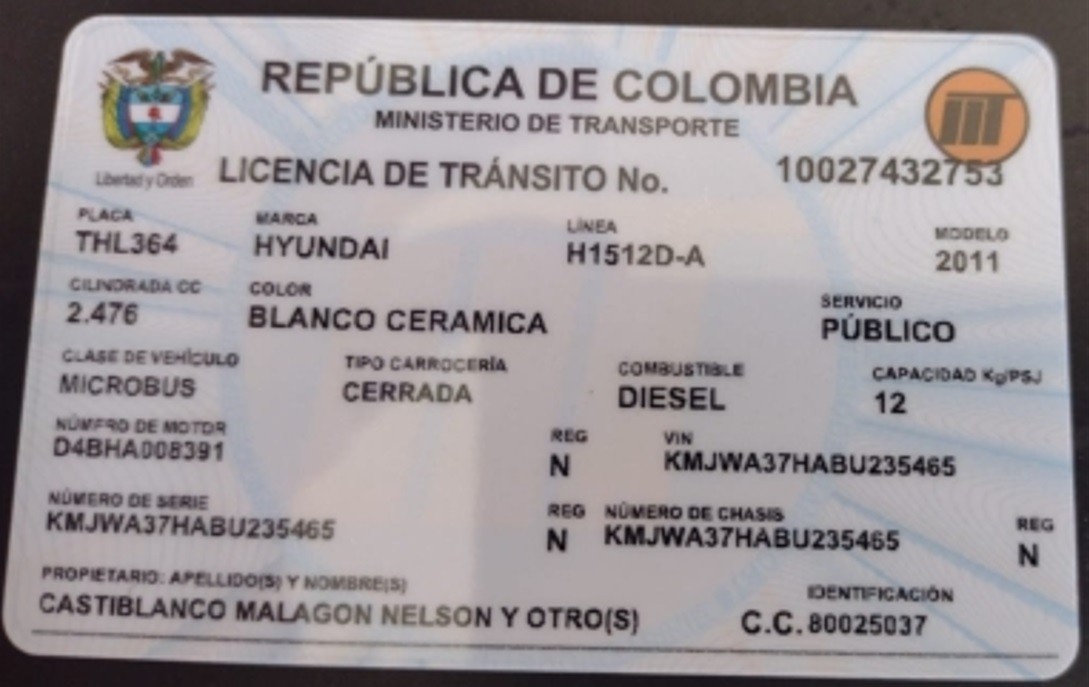 REPÚBLICA DE COLOMBIA
MINISTERIO DE TRANSPORTE
Libertad y Orden
LICENCIA DE TRÁNSITO No. 10027432753
PLACA MARCA LÍNEA MODELO
THL364 HYUNDAI H1512D-A 2011
CILINDRADA CC COLOR SERVICIO
2.476 BLANCO CERAMICA PÚBLICO
CLASE DE VEHÍCULO TIPO CARROCERÍA COMBUSTIBLE CAPACIDAD Kg/PSJ
MICROBUS CERRADA DIESEL 12
NÚMERO DE MOTOR REG VIN
D4BHA008391 N KMJWA37HABU235465
NÚMERO DE SERIE REG NÚMERO DE CHASIS REG
KMJWA37HABU235465 N KMJWA37HABU235465 N
PROPIETARIO: APELLIDO(S) Y NOMBRE(S) IDENTIFICACIÓN
CASTIBLANCO MALAGON NELSON Y OTRO(S) C.C. 80025037